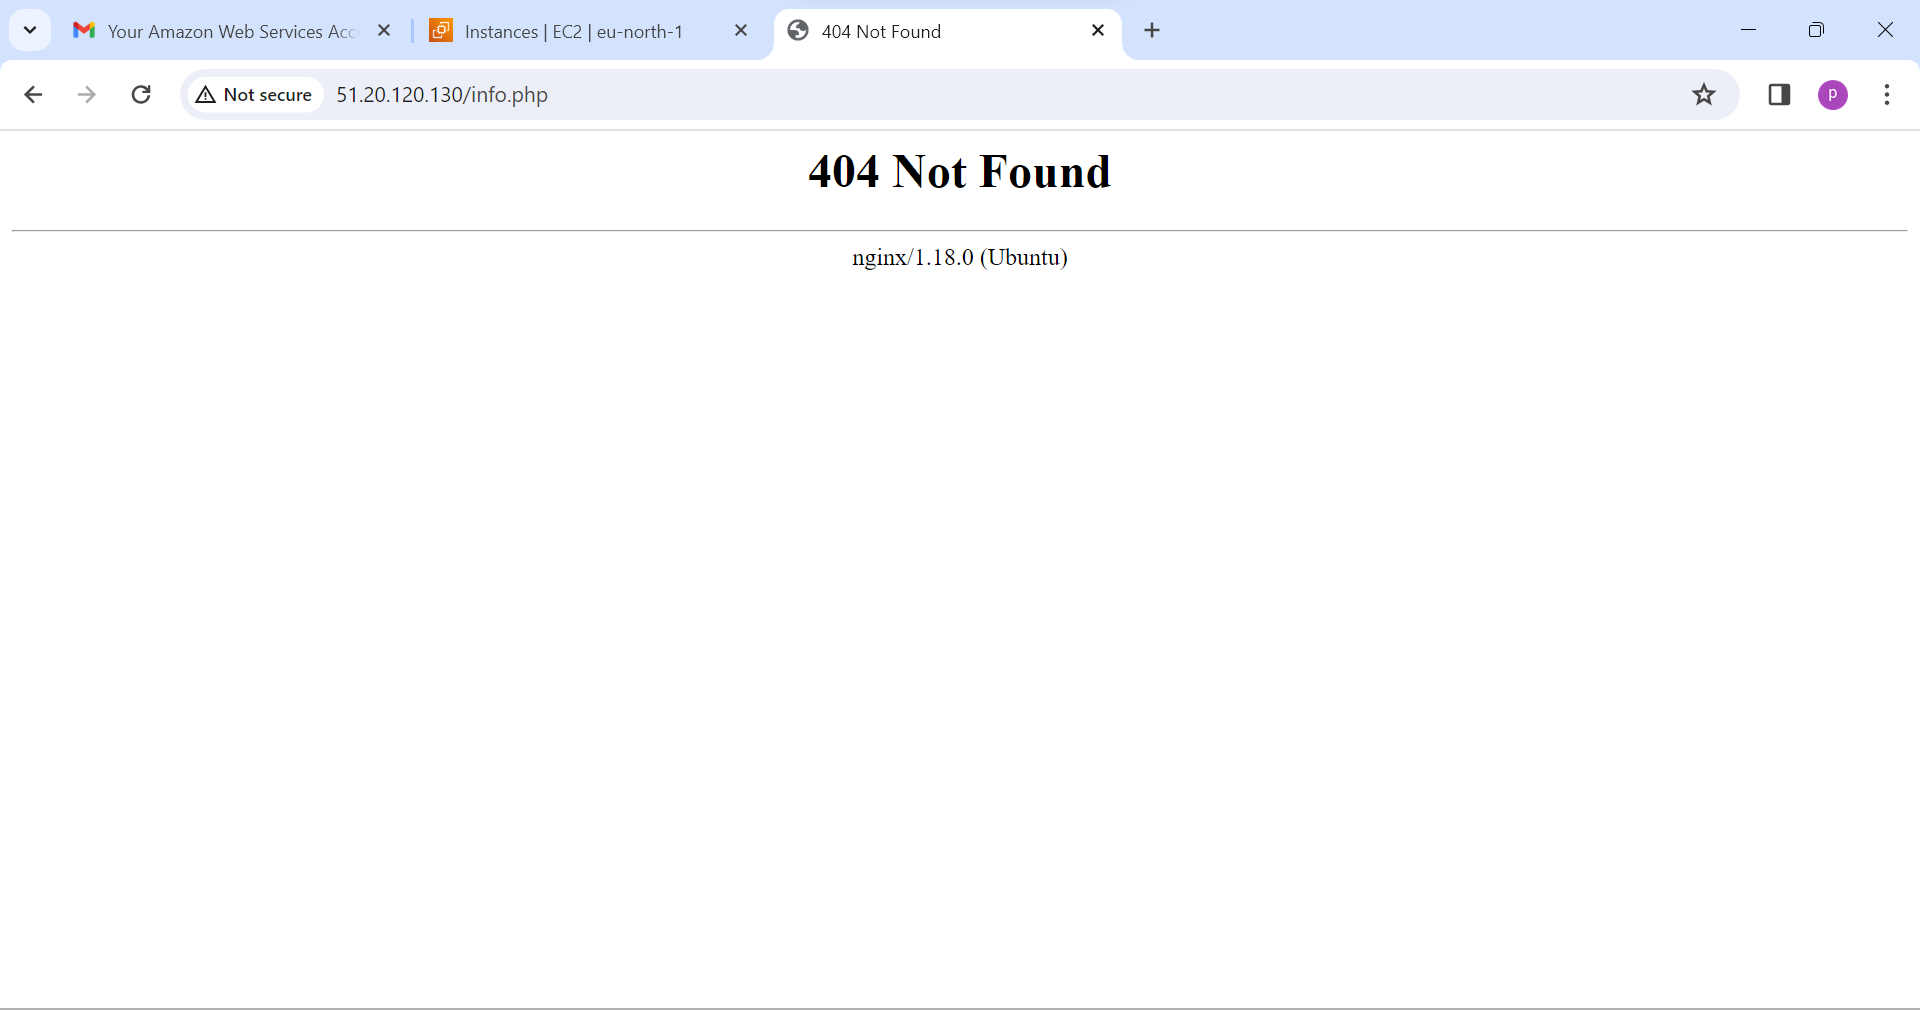 Your Amazon Web Services Acc
Instances | EC2 | eu-north-1
404 Not Found
Not secure
51.20.120.130/info.php
p
404 Not Found
nginx/1.18.0 (Ubuntu)